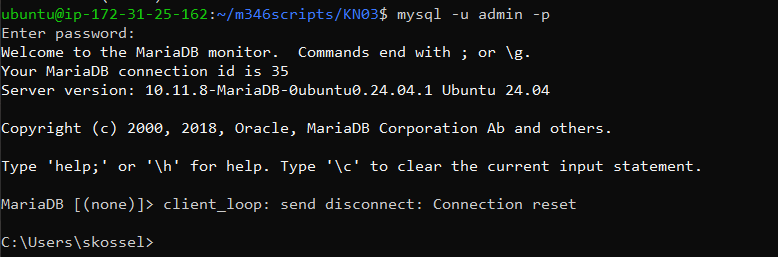 ubuntu@ip-172-31-25-162:~/m346scripts/KN03$ mysql -u admin -p
Enter password:
Welcome to the MariaDB monitor.  Commands end with ; or \g.
Your MariaDB connection id is 35
Server version: 10.11.8-MariaDB-0ubuntu0.24.04.1 Ubuntu 24.04
Copyright (c) 2000, 2018, Oracle, MariaDB Corporation Ab and others.
Type 'help;' or '\h' for help. Type '\c' to clear the current input statement.
MariaDB [(none)]> client_loop: send disconnect: Connection reset
C:\Users\skossel>